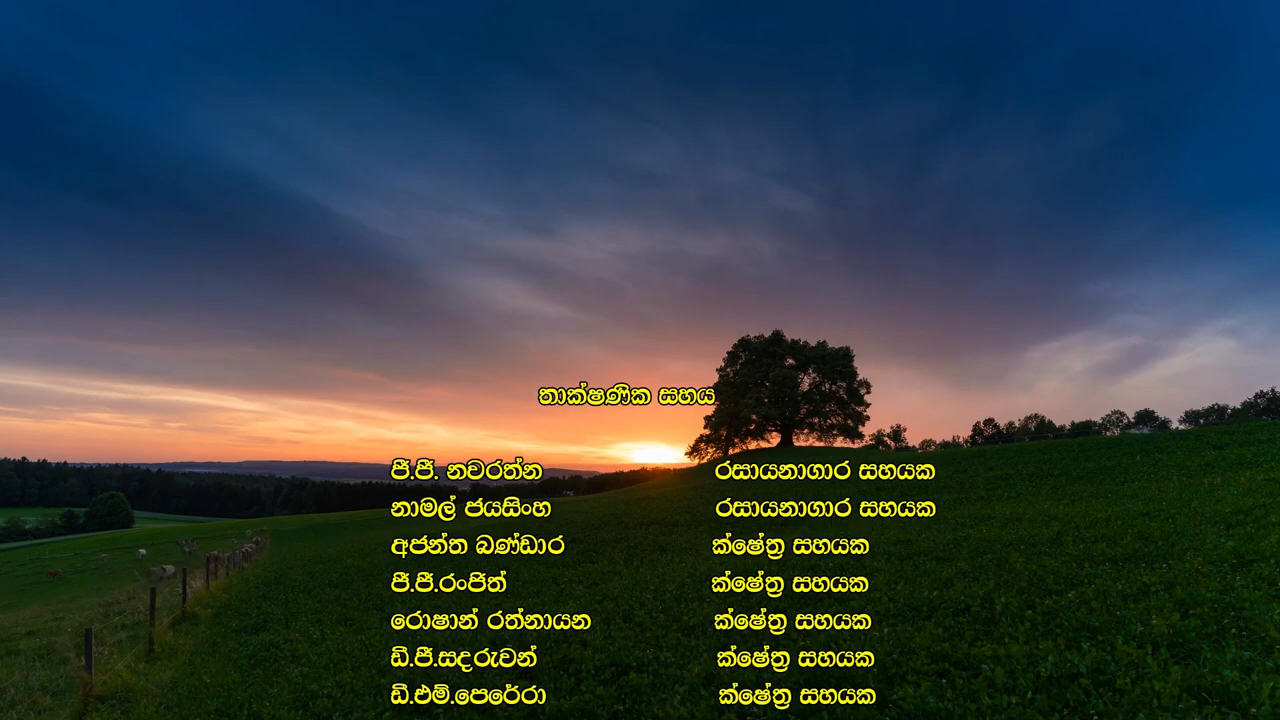 තාක්ෂණික සහය
ජී.ජී. නවරත්න රසායනාගාර සහයක
නාමල් ජයසිංහ රසායනාගාර සහයක
අජන්ත බණ්ඩාර ක්ෂේත්‍ර සහයක
ජී.ජී.රංජිත් ක්ෂේත්‍ර සහයක
රොෂාන් රත්නායන ක්ෂේත්‍ර සහයක
ඩී.ජී.සඳරුවන් ක්ෂේත්‍ර සහයක
ඩී.එම්.පෙරේරා ක්ෂේත්‍ර සහයක